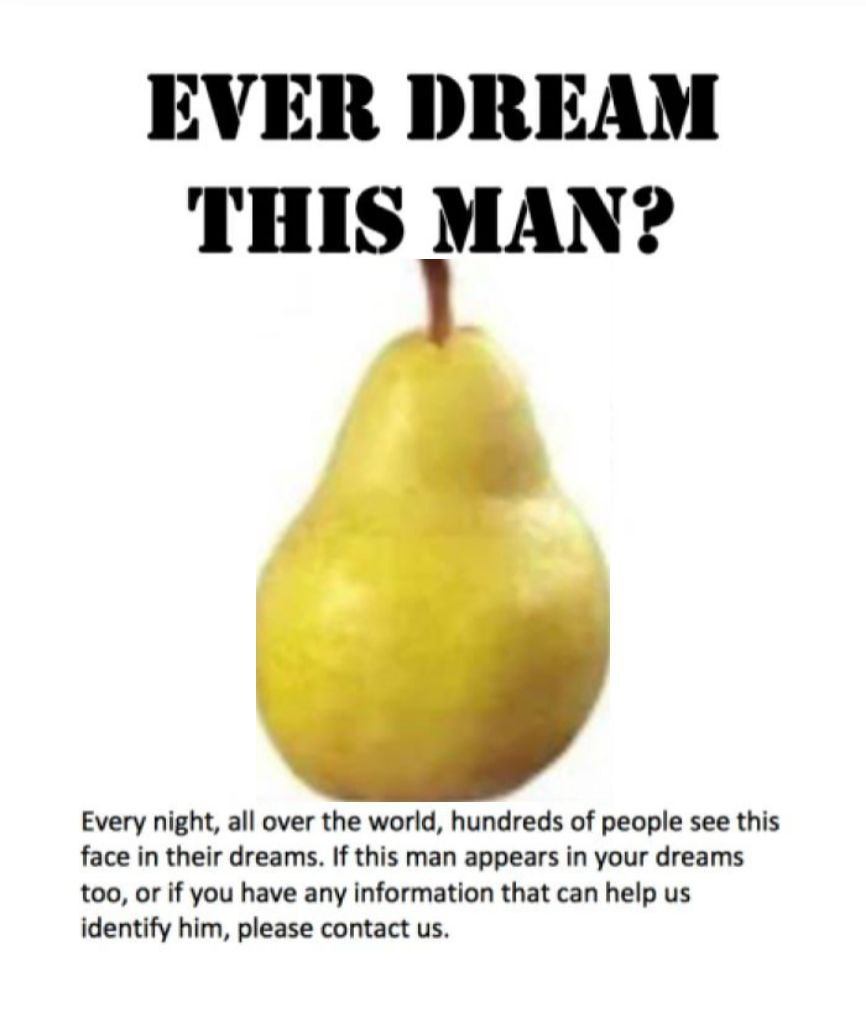 EVER DREAM
THIS MAN?
Every night, all over the world, hundreds of people see this
face in their dreams. If this man appears in your dreams
too, or if you have any information that can help us
identify him, please contact us.